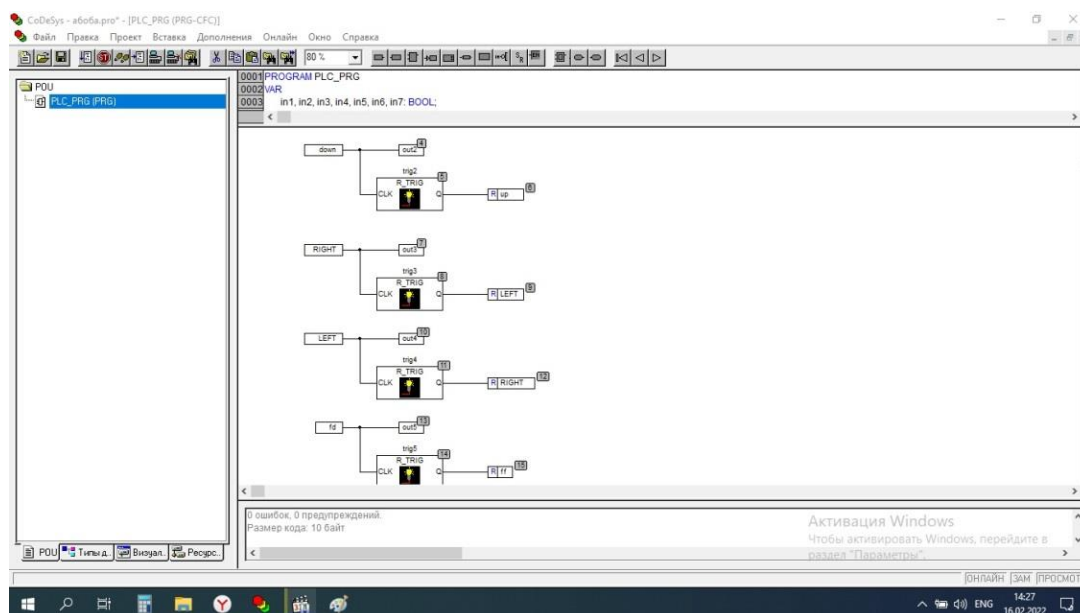 CoDeSys - абоба.pro* - [PLC_PRG (PRG-CFC)]
Файл Правка Проект Вставка Дополнения Онлайн Окно Справка
80 %
POU
PLC_PRG (PRG)
0001 PROGRAM PLC_PRG
0002 VAR
0003 in1, in2, in3, in4, in5, in6, in7: BOOL;
down out2 4
trig2
R_TRIG 5
CLK Q R up 6
RIGHT out3 7
trig3
R_TRIG 8
CLK Q R LEFT 9
LEFT out4 10
trig4
R_TRIG 11
CLK Q R RIGHT 12
fd out5 13
trig5
R_TRIG 14
CLK Q R ff 15
0 ошибок, 0 предупреждений.
Размер кода: 10 байт
Активация Windows
Чтобы активировать Windows, перейдите в
раздел "Параметры".
POU Типы д.. Визуал.. Ресурс..
ОНЛАЙН ЗАМ ПРОСМОТ
ENG
14:27
16.02.2022